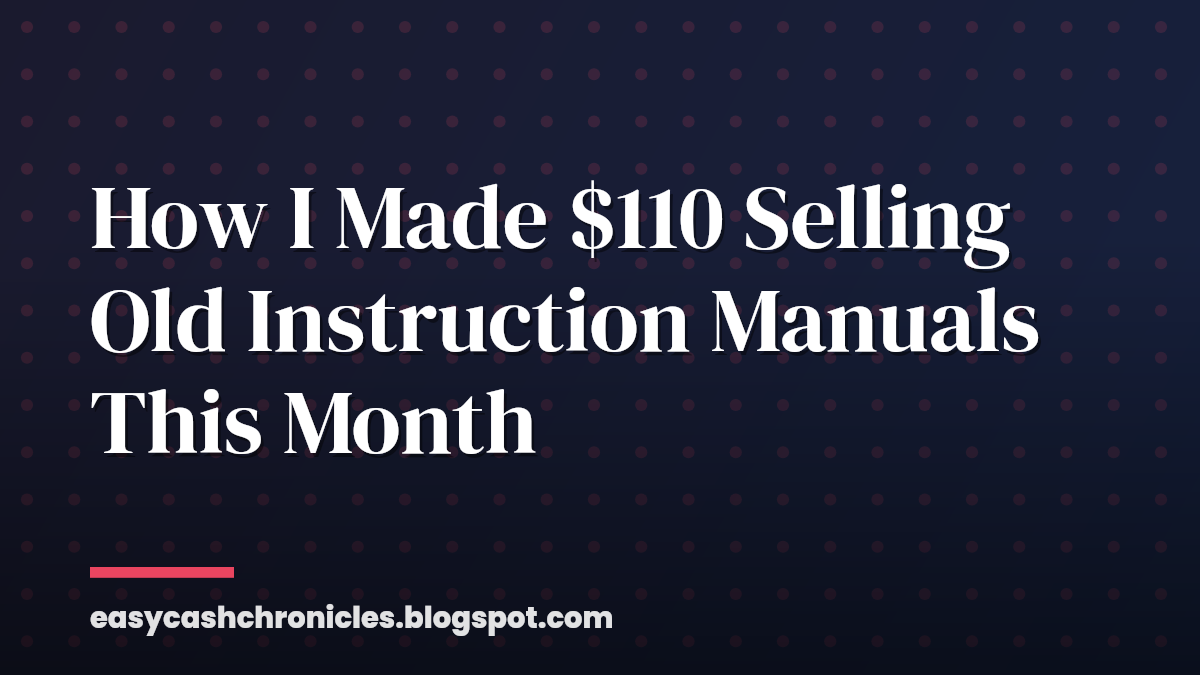 How I Made $110 Selling
Old Instruction Manuals
This Month
easycashchronicles.blogspot.com